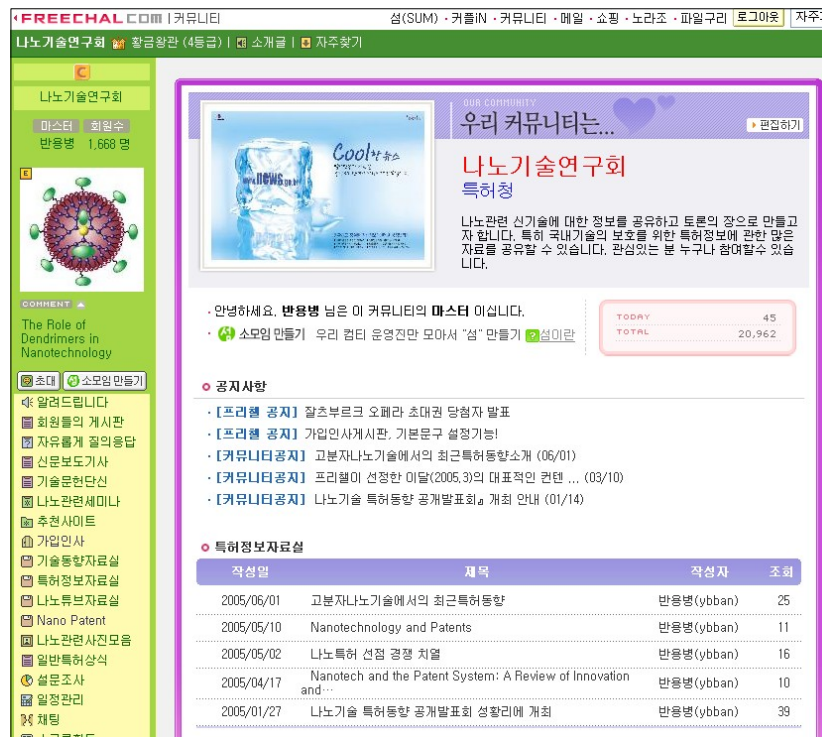 FREECHAL COM | 커뮤니티
섬(SUM) · 커플iN · 커뮤니티 · 메일 · 쇼핑 · 노라조 · 파일구리 로그아웃 자주
나노기술연구회 황금왕관 (4등급) | 소개글 | 자주찾기
C
나노기술연구회
마스터 회원수
반용병 1,668 명
E
COMMENT
The Role of
Dendrimers in
Nanotechnology
초대 소모임 만들기
알려드립니다
회원들의 게시판
자유롭게 질의응답
신문보도기사
기술문헌단신
나노관련세미나
추천사이트
가입인사
기술동향자료실
특허정보자료실
나노튜브자료실
Nano Patent
나노관련사진모음
일반특허상식
설문조사
일정관리
채팅
Cool한 뉴스
OUR COMMUNITY
우리 커뮤니티는...
편집하기
나노기술연구회
특허청
나노관련 신기술에 대한 정보를 공유하고 토론의 장으로 만들고
자 합니다. 특히 국내기술의 보호를 위한 특허정보에 관한 많은
자료를 공유할 수 있습니다. 관심있는 분 누구나 참여할수 있습
니다.
· 안녕하세요, 반용병 님은 이 커뮤니티의 마스터 이십니다.
· 소모임 만들기 우리 컴티 운영진만 모아서 "섬" 만들기 ?섬이란
TODAY 45
TOTAL 20,962
공지사항
· [프리챌 공지] 잘츠부르크 오페라 초대권 당첨자 발표
· [프리챌 공지] 가입인사게시판, 기본문구 설정기능!
· [커뮤니티공지] 고분자나노기술에서의 최근특허동향소개 (06/01)
· [커뮤니티공지] 프리챌이 선정한 이달(2005.3)의 대표적인 컨텐 ... (03/10)
· [커뮤니티공지] 나노기술 특허동향 공개발표회』 개최 안내 (01/14)
특허정보자료실
작성일 제목 작성자 조회
2005/06/01 고분자나노기술에서의 최근특허동향 반용병(ybban) 25
2005/05/10 Nanotechnology and Patents 반용병(ybban) 11
2005/05/02 나노특허 선점 경쟁 치열 반용병(ybban) 16
2005/04/17 Nanotech and the Patent System: A Review of Innovation and… 반용병(ybban) 10
2005/01/27 나노기술 특허동향 공개발표회 성황리에 개최 반용병(ybban) 39